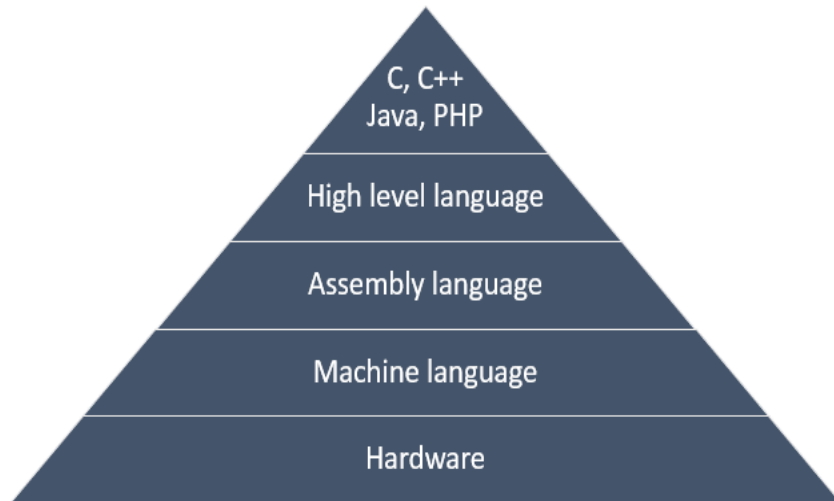 C, C++
Java, PHP
High level language
Assembly language
Machine language
Hardware